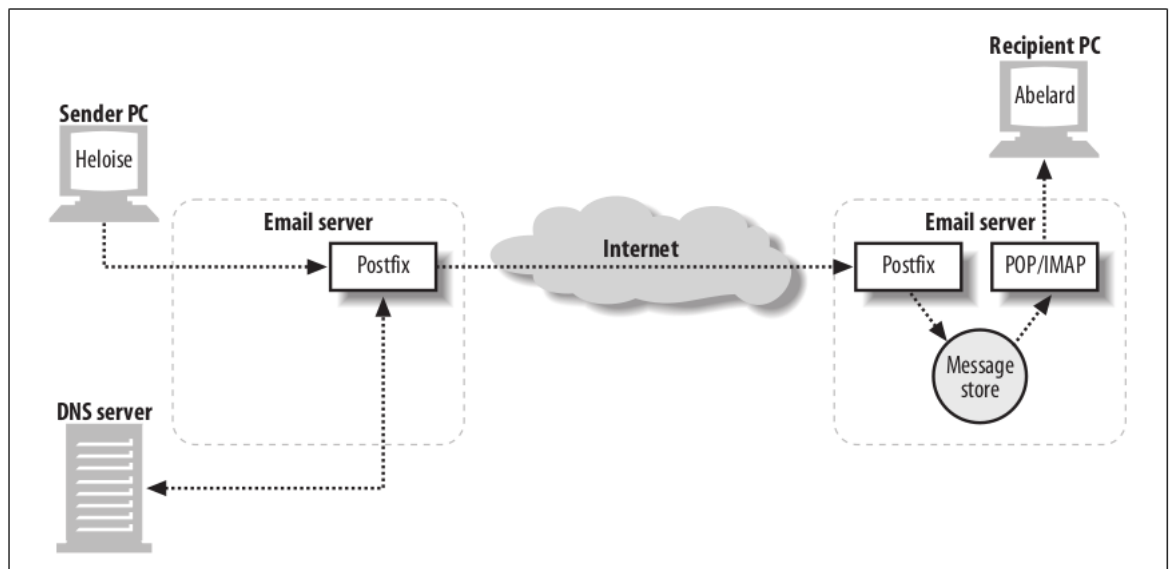 Recipient PC
Abelard
Sender PC
Heloise
Email server
Postfix
Internet
Email server
Postfix
POP/IMAP
Message
store
DNS server